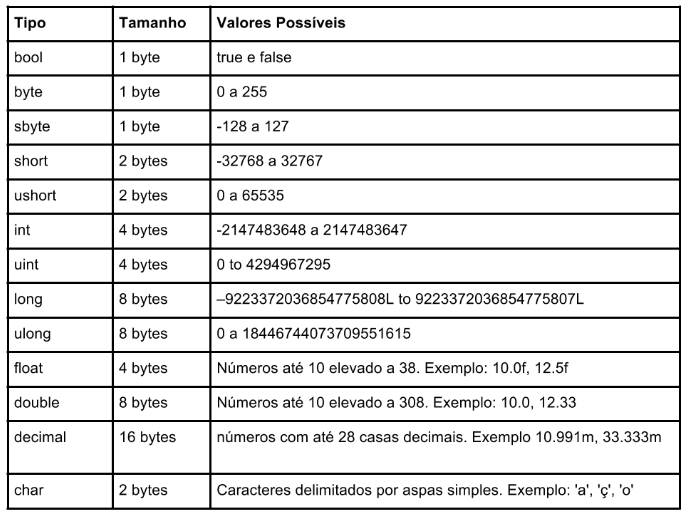 Tipo Tamanho Valores Possíveis
bool 1 byte true e false
byte 1 byte 0 a 255
sbyte 1 byte -128 a 127
short 2 bytes -32768 a 32767
ushort 2 bytes 0 a 65535
int 4 bytes -2147483648 a 2147483647
uint 4 bytes 0 to 4294967295
long 8 bytes –9223372036854775808L to 9223372036854775807L
ulong 8 bytes 0 a 18446744073709551615
float 4 bytes Números até 10 elevado a 38. Exemplo: 10.0f, 12.5f
double 8 bytes Números até 10 elevado a 308. Exemplo: 10.0, 12.33
decimal 16 bytes números com até 28 casas decimais. Exemplo 10.991m, 33.333m
char 2 bytes Caracteres delimitados por aspas simples. Exemplo: 'a', 'ç', 'o'